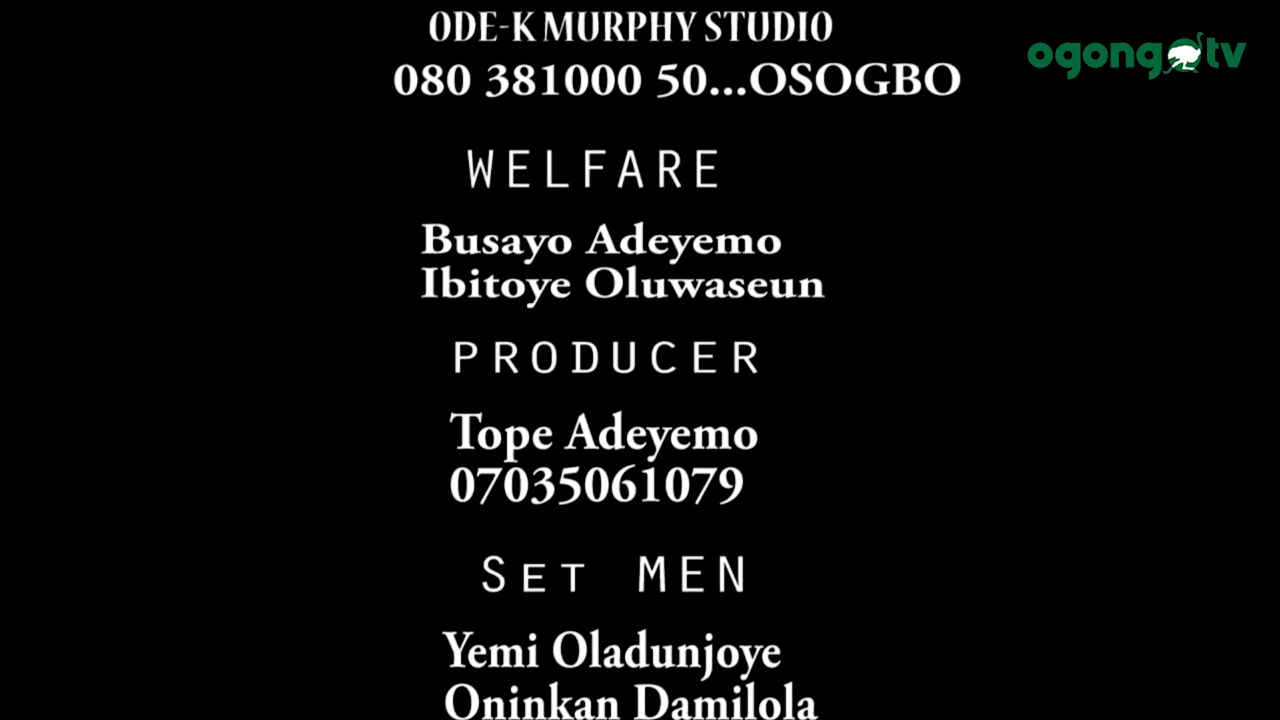 ODE-K MURPHY STUDIO
ogongotv
080 381000 50...OSOGBO
WELFARE
Busayo Adeyemo
Ibitoye Oluwaseun
PRODUCER
Tope Adeyemo
07035061079
SET MEN
Yemi Oladunjoye
Oninkan Damilola